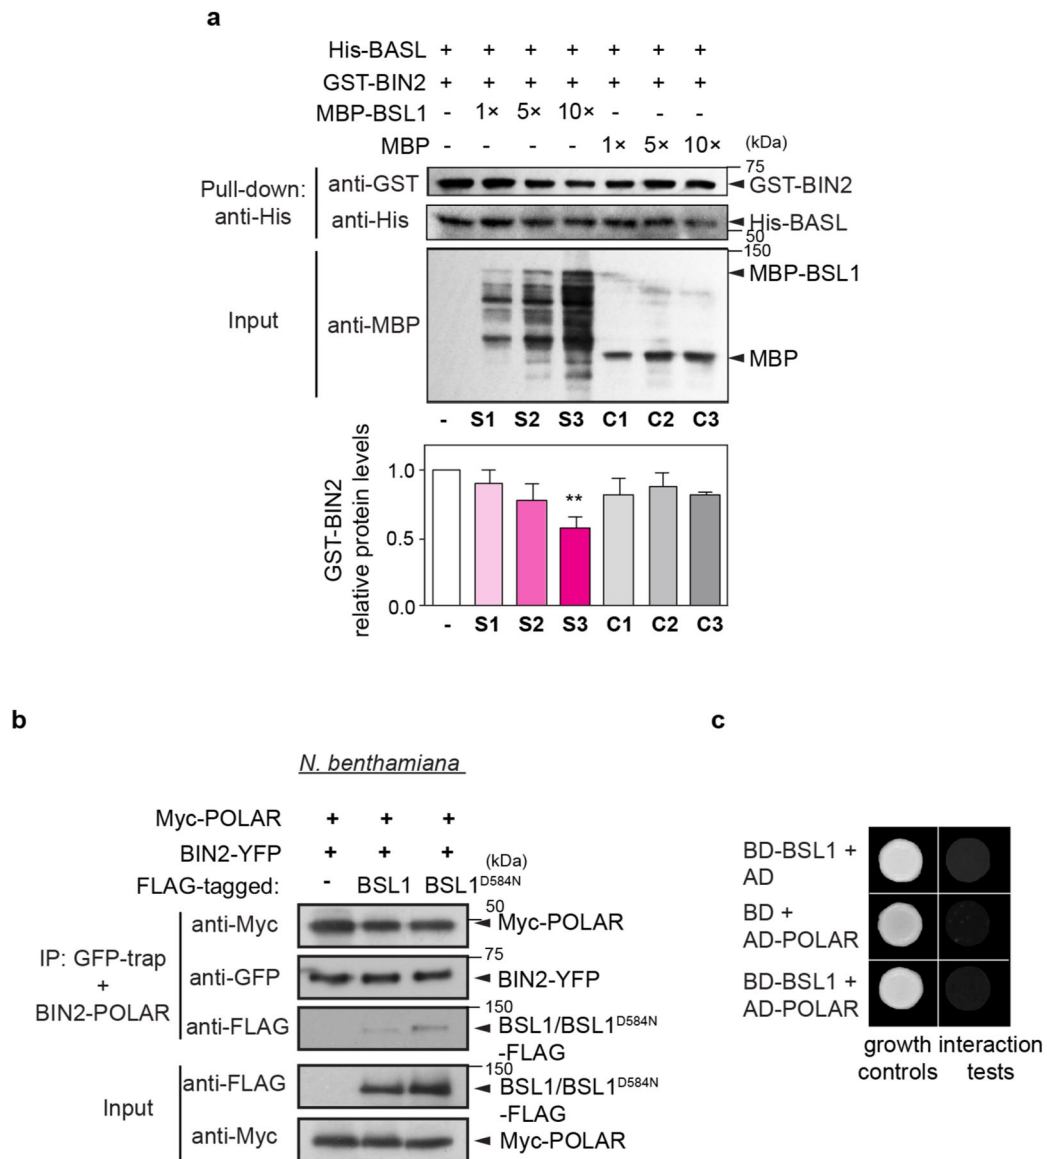 a
His-BASL + + + + + + +
GST-BIN2 + + + + + + +
MBP-BSL1 - 1× 5× 10× - - -
MBP - - - - 1× 5× 10× (kDa)
75
Pull-down: anti-His
anti-GST
GST-BIN2
anti-His
His-BASL
50
150
MBP-BSL1
Input
anti-MBP
MBP
- S1 S2 S3 C1 C2 C3
GST-BIN2
relative protein levels
1.0
**
0.5
0.0
- S1 S2 S3 C1 C2 C3
b
N. benthamiana
Myc-POLAR + + +
BIN2-YFP + + +
(kDa)
FLAG-tagged: - BSL1 BSL1D584N
50
IP: GFP-trap
+
BIN2-POLAR
anti-Myc
Myc-POLAR
75
anti-GFP
BIN2-YFP
150
anti-FLAG
BSL1/BSL1D584N
-FLAG
150
Input
anti-FLAG
BSL1/BSL1D584N
-FLAG
anti-Myc
Myc-POLAR
c
BD-BSL1 +
AD
BD +
AD-POLAR
BD-BSL1 +
AD-POLAR
growth interaction
controls tests